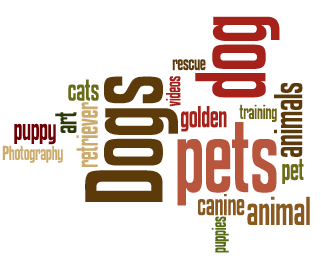 dog
rescue
cats
videos
Dogs
art
retriever
golden
training
animals
puppy
Photography
pets
pet
canine
animal
puppies